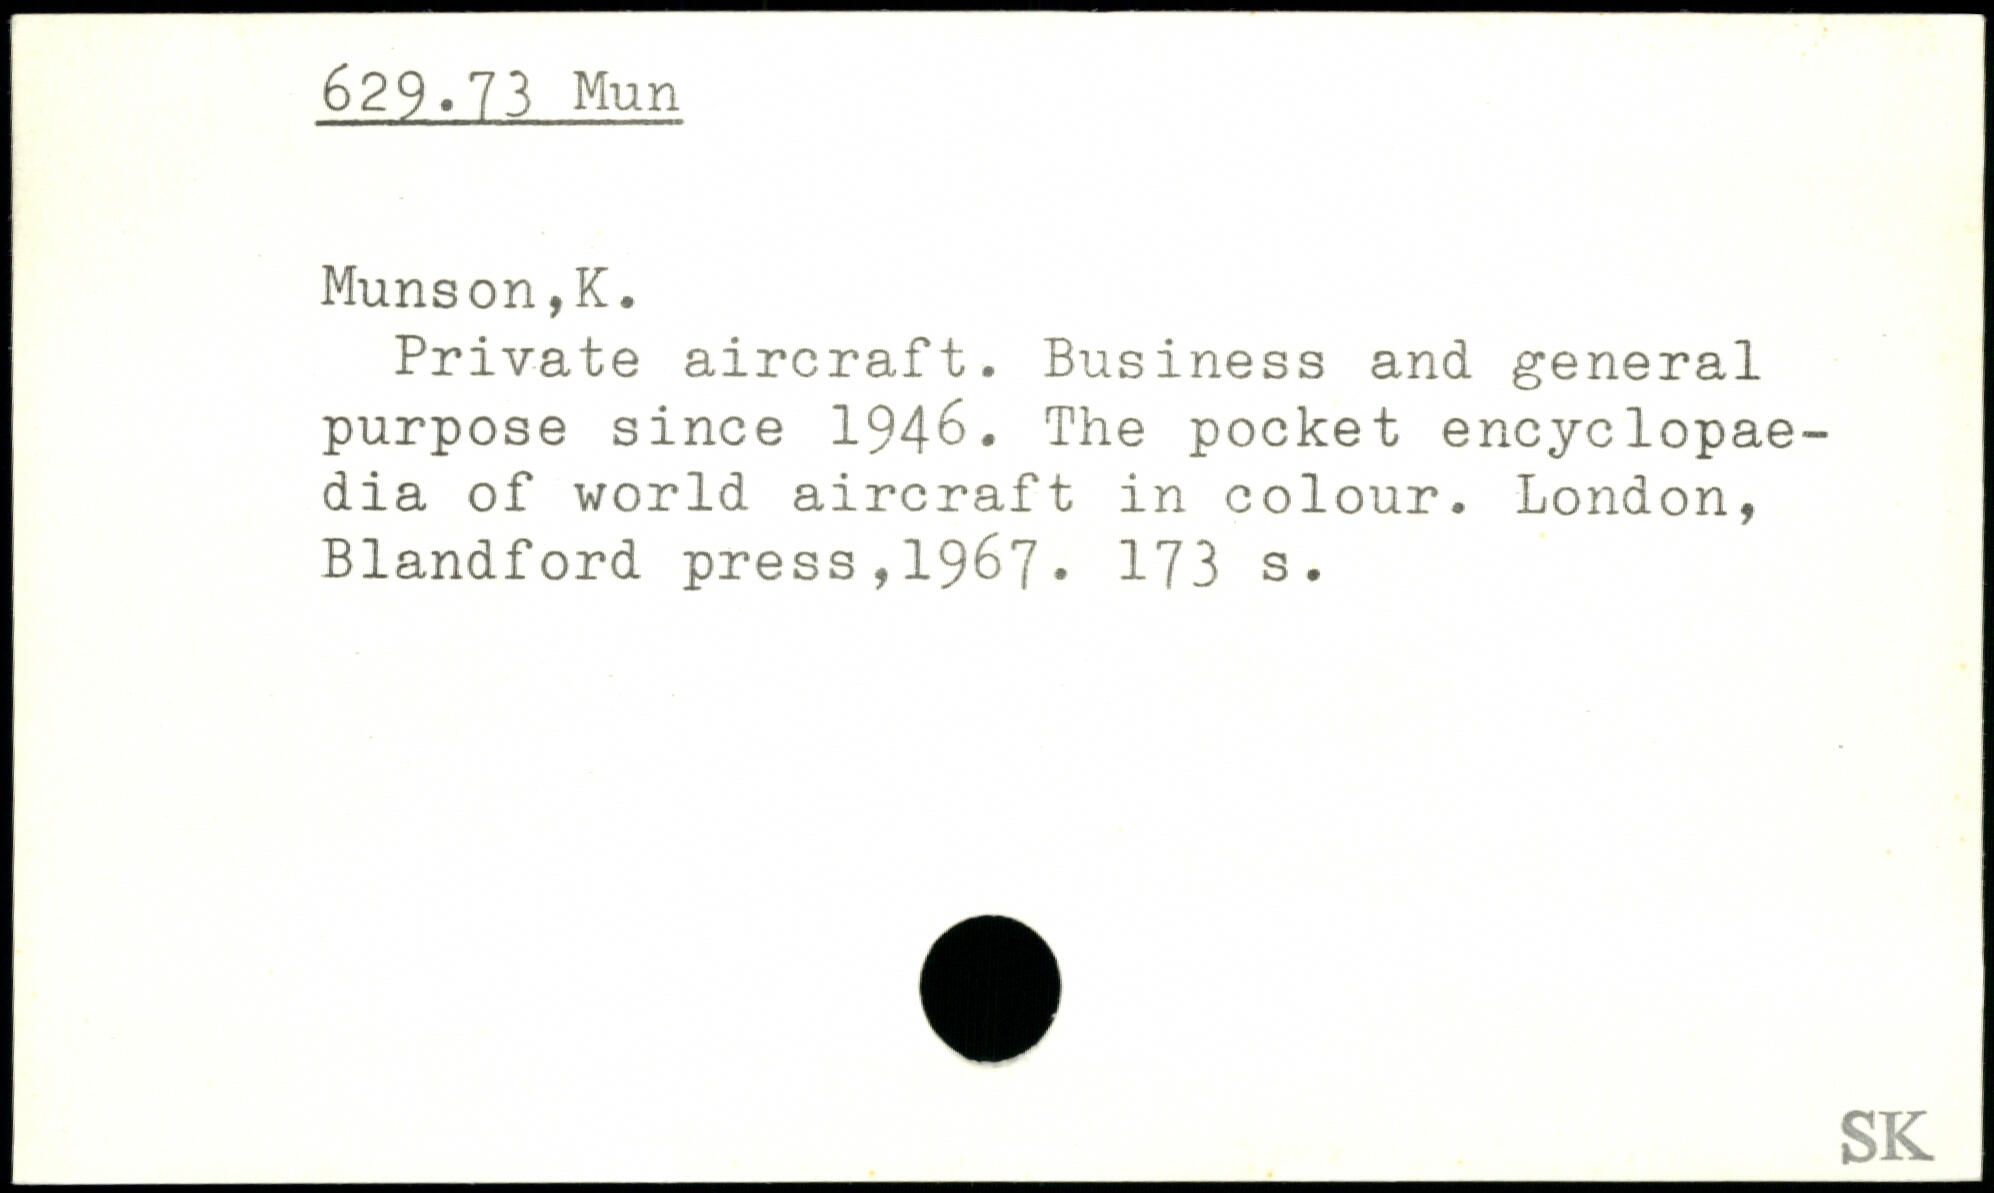 629.73 Mun
Munson,K.
Private aircraft. Business and general
purpose since 1946. The pocket encyclopae-
dia of world aircraft in colour. London,
Blandford press,1967. 173 s.
SK